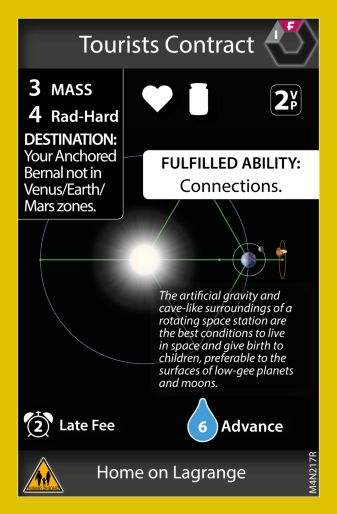 Tourists Contract
I F
3 MASS
4 Rad-Hard
DESTINATION:
Your Anchored
Bernal not in
Venus/Earth/
Mars zones.
2VP
FULFILLED ABILITY:
Connections.
The artificial gravity and
cave-like surroundings of a
rotating space station are
the best conditions to live
in space and give birth to
children, preferable to the
surfaces of low-gee planets
and moons.
2 Late Fee
6 Advance
Home on Lagrange
M4N217R